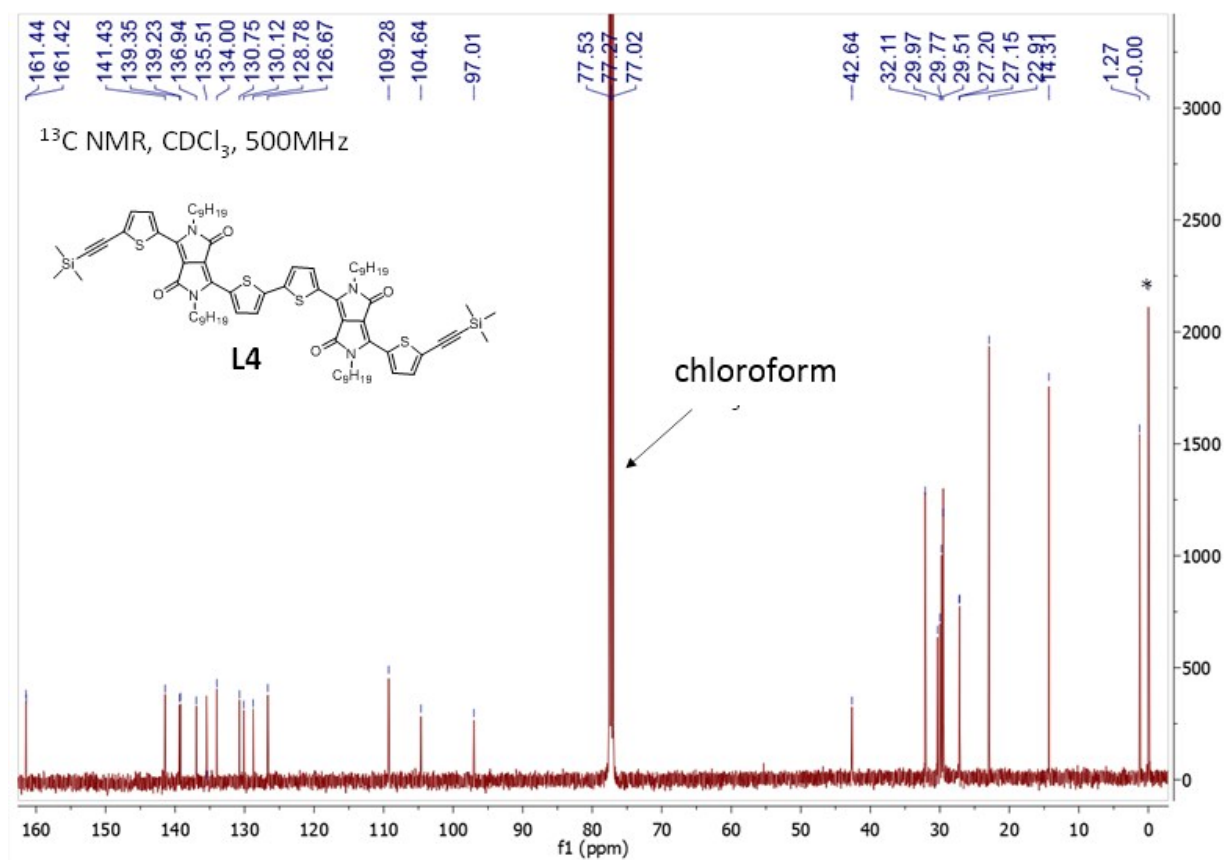 161.44
161.42
141.43
139.35
139.23
136.94
135.51
134.00
130.75
130.12
128.78
126.67
109.28
104.64
97.01
77.53
77.27
77.02
42.64
32.11
29.97
29.77
29.51
27.20
27.15
22.91
14.31
1.27
-0.00
¹³C NMR, CDCl₃, 500MHz
C₉H₁₉
N
O
S
Si
O
N
C₉H₁₉
S
S
C₉H₁₉
N
O
O
N
C₉H₁₉
S
Si
L4
chloroform
*
3000
2500
2000
1500
1000
500
0
160 150 140 130 120 110 100 90 80 70 60 50 40 30 20 10 0
f1 (ppm)